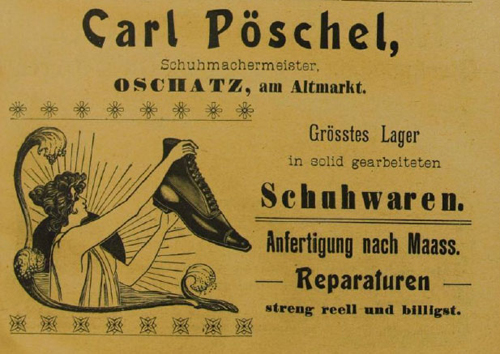 Carl Pöschel,
Schuhmachermeister,
OSCHATZ, am Altmarkt.
Grösstes Lager
in solid gearbeiteten
Schuhwaren.
Anfertigung nach Maass.
— Reparaturen —
streng reell und billigst.